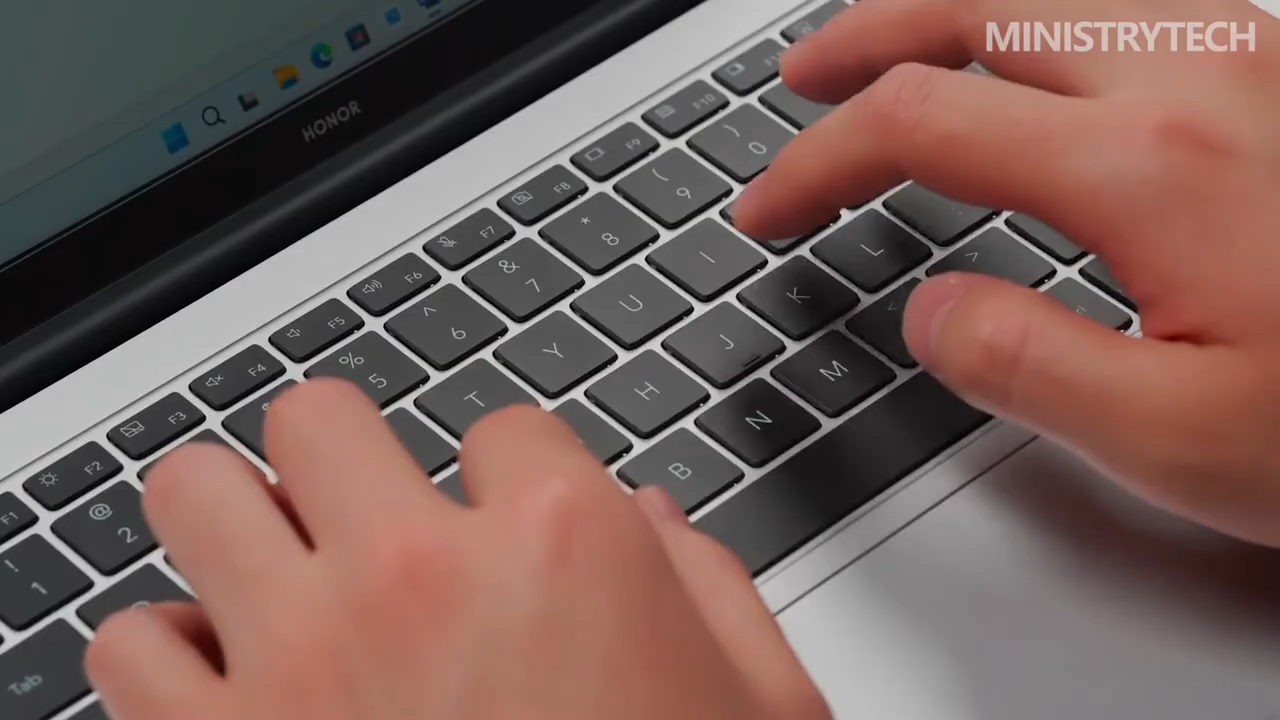 MINISTRYTECH
HONOR
F1
F2
F3
F4
F5
F6
F7
F8
F9
F10
!
1
@
2
%
5
^
6
&
7
*
8
(
9
)
0
Tab
T
Y
U
I
H
J
K
L
B
N
M
<
>